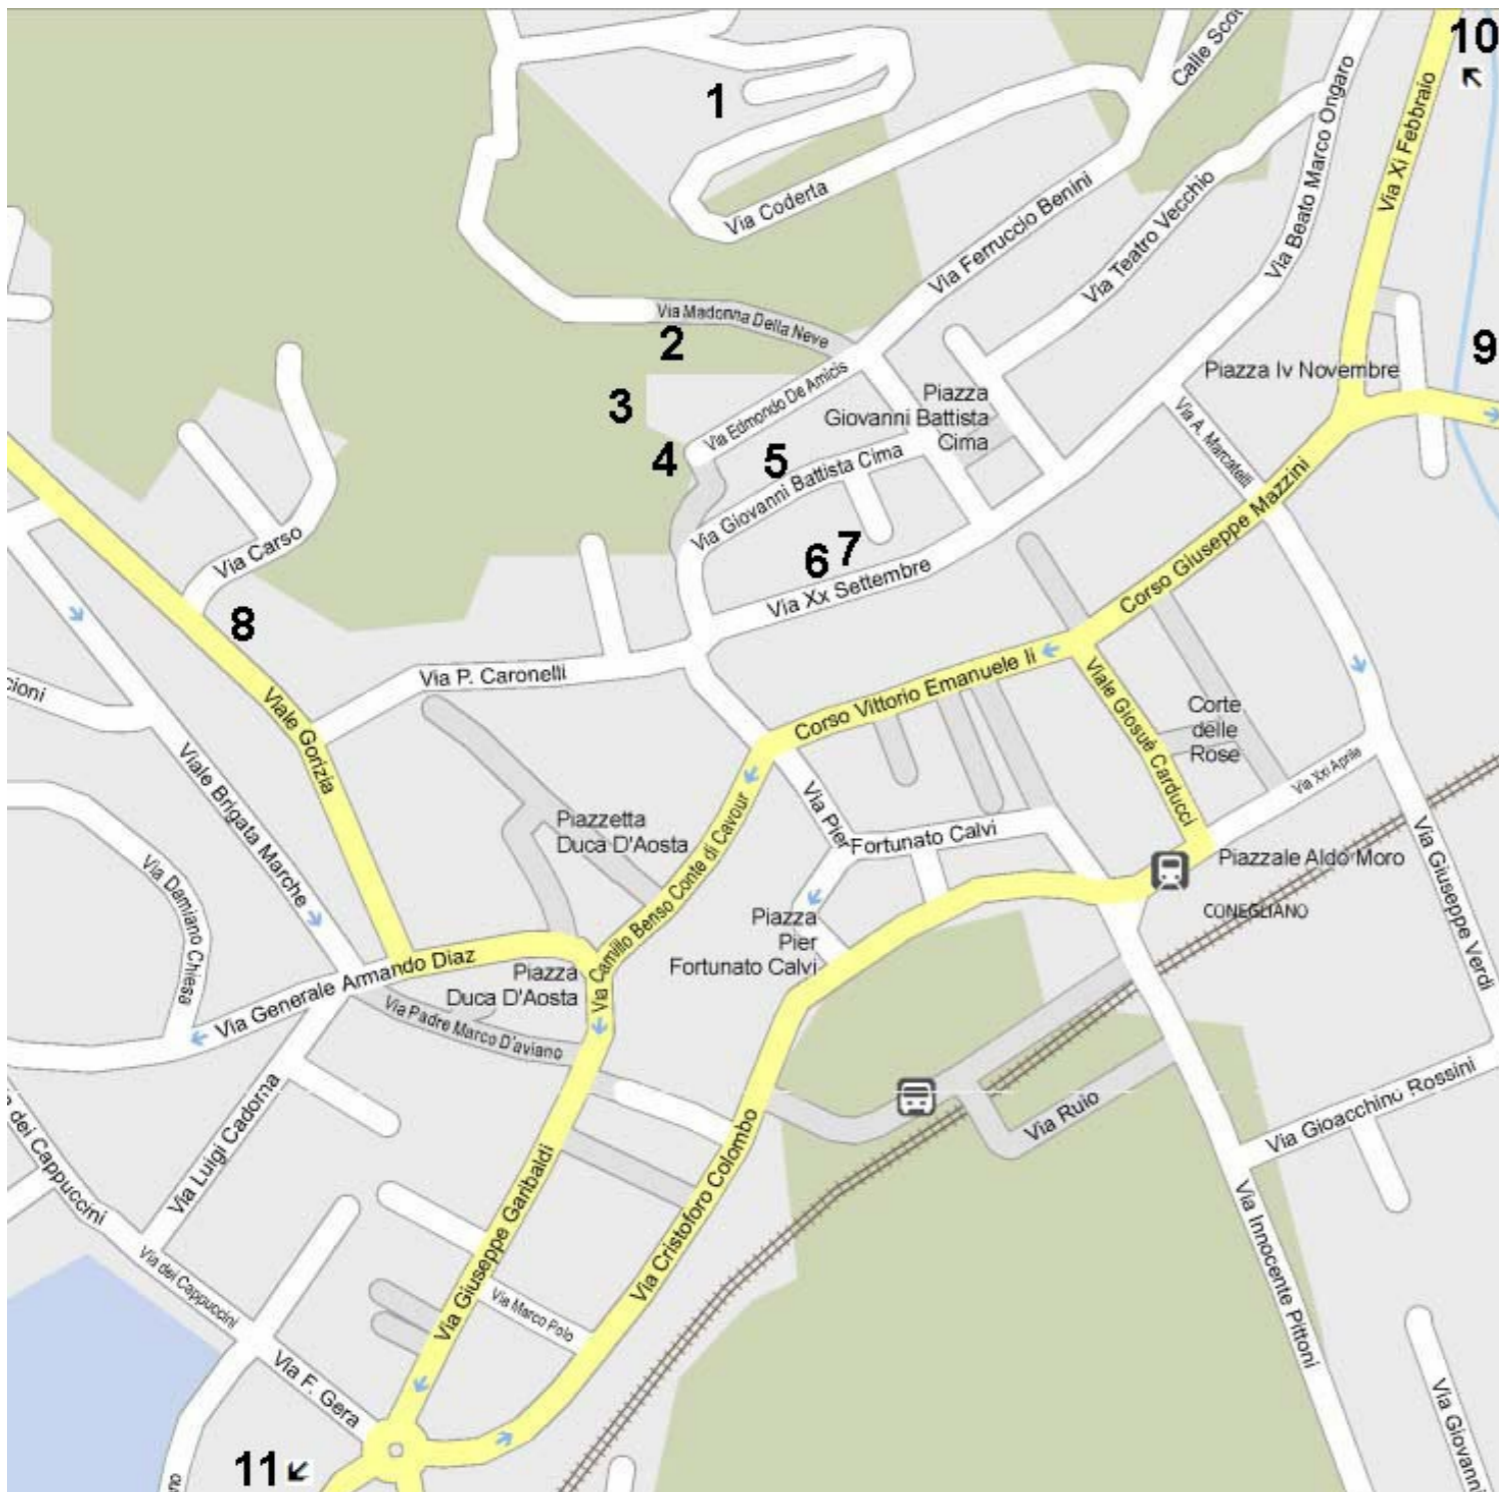 10
Calle Scot
1
Via Xi Febbraio
Via Beato Marco Ongaro
Via Coderta
Via Ferruccio Benini
Via Teatro Vecchio
Via Madonna Della Neve
2
9
Piazza Iv Novembre
Via Edmondo De Amicis
3
Piazza
Giovanni Battista
Cima
Via A. Marcatelli
4
5
Via Giovanni Battista Cima
Corso Giuseppe Mazzini
Via Carso
6
7
Via Xx Settembre
8
Via P. Caronelli
cioni
Corso Vittorio Emanuele Ii
Viale Giosué Carducci
Corte
delle
Rose
Viale Gorizia
Viale Brigata Marche
Via Xxi Aprile
Piazzetta
Duca D'Aosta
Via Camillo Benso Conte di Cavour
Via Pier
Fortunato Calvi
Piazzale Aldo Moro
Via Giuseppe Verdi
CONEGLIANO
Via Damiano Chiesa
Piazza
Pier
Fortunato Calvi
Via Generale Armando Diaz
Piazza
Duca D'Aosta
Via Padre Marco D'aviano
Via Ruio
Via Gioacchino Rossini
dei Cappuccini
Via Luigi Cadorna
Via Giuseppe Garibaldi
Via Cristoforo Colombo
Via Innocente Pittoni
Via dei Cappuccini
Via Marco Polo
Via F. Gera
Via Giovanni
11